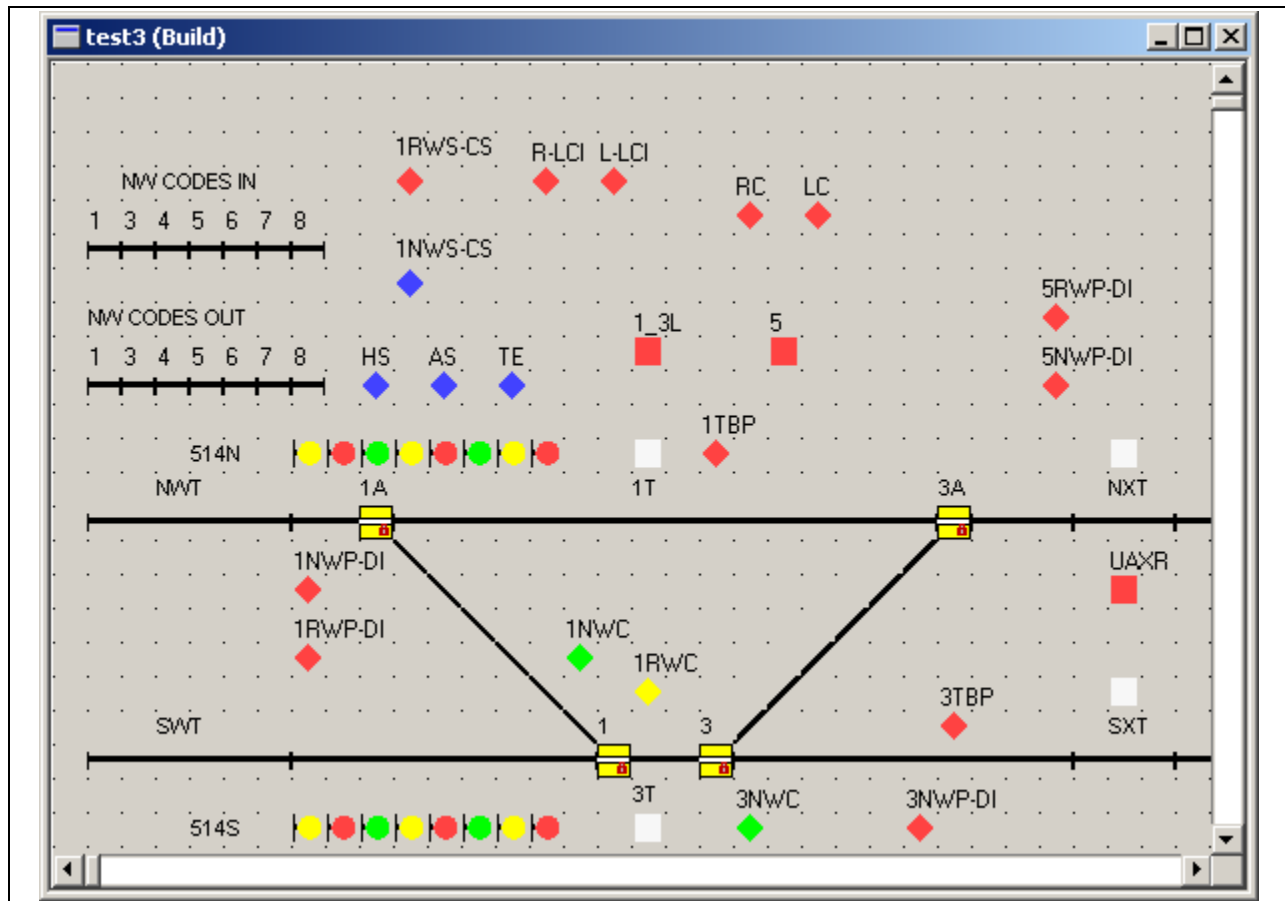 test3 (Build)
1RWS-CS R-LCI L-LCI
NW CODES IN RC LC
1 3 4 5 6 7 8
1NWS-CS
5RWP-DI
NW CODES OUT 1_3L 5
1 3 4 5 6 7 8 HS AS TE 5NWP-DI
1TBP
514N
NWT 1A 1T 3A NXT
1NWP-DI UAXR
1RWP-DI 1NWC
1RWC
3TBP
SWT 1 3 SXT
3T 3NWC 3NWP-DI
514S